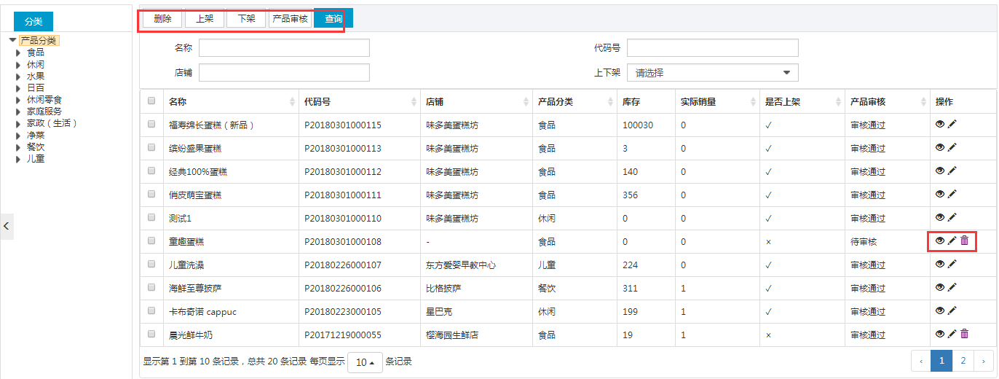 分类
产品分类
食品
休闲
水果
日百
休闲零食
家庭服务
家政（生活）
净菜
餐饮
儿童
删除 上架 下架 产品审核 查询
名称 代码号
店铺 上下架 请选择
名称 代码号 店铺 产品分类 库存 实际销量 是否上架 产品审核 操作
福寿绵长蛋糕（新品） P20180301000115 味多美蛋糕坊 食品 100030 0 √ 审核通过
缤纷盛果蛋糕 P20180301000113 味多美蛋糕坊 食品 3 0 √ 审核通过
经典100%蛋糕 P20180301000112 味多美蛋糕坊 食品 140 0 √ 审核通过
俏皮萌宝蛋糕 P20180301000111 味多美蛋糕坊 食品 356 0 √ 审核通过
测试1 P20180301000110 味多美蛋糕坊 休闲 0 0 √ 审核通过
童趣蛋糕 P20180301000108 - 食品 0 0 × 待审核
儿童洗澡 P20180226000107 东方爱婴早教中心 儿童 224 0 √ 审核通过
海鲜至尊披萨 P20180226000106 比格披萨 餐饮 311 1 √ 审核通过
卡布奇诺 cappuc P20180223000105 星巴克 休闲 199 1 √ 审核通过
晨光鲜牛奶 P20171219000055 樱海园生鲜店 食品 19 1 × 审核通过
显示第 1 到第 10 条记录，总共 20 条记录 每页显示 10 条记录 ‹ 1 2 ›